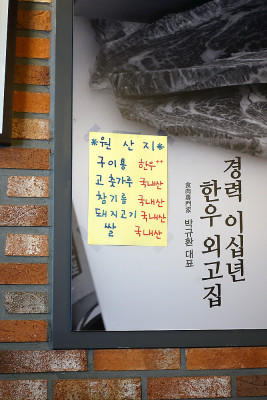 *원산지*
구이용 한우++
고춧가루 국내산
참기름 국내산
돼지고기 국내산
쌀 국내산
경력 이십년
한우 외고집
食肉專門家 박규환 대표